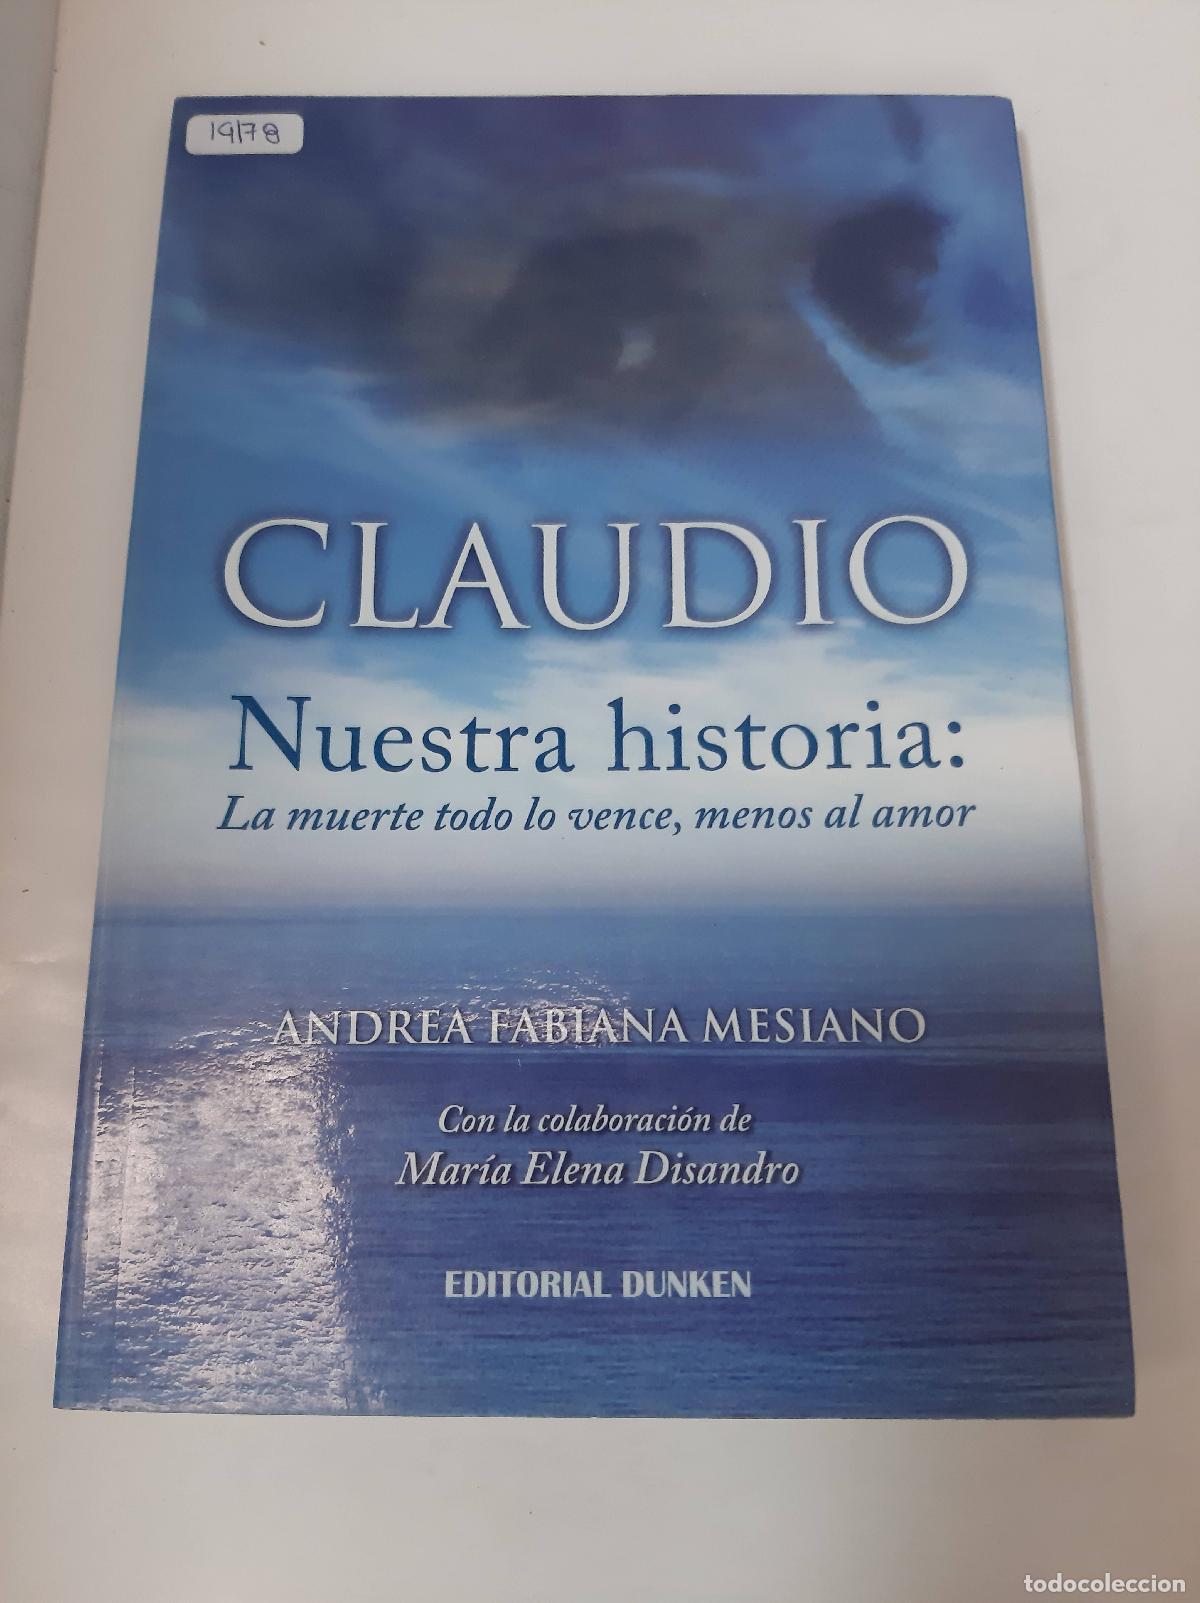 19178
CLAUDIO
Nuestra historia:
La muerte todo lo vence, menos al amor
ANDREA FABIANA MESIANO
Con la colaboración de
María Elena Disandro
EDITORIAL DUNKEN
todocoleccion